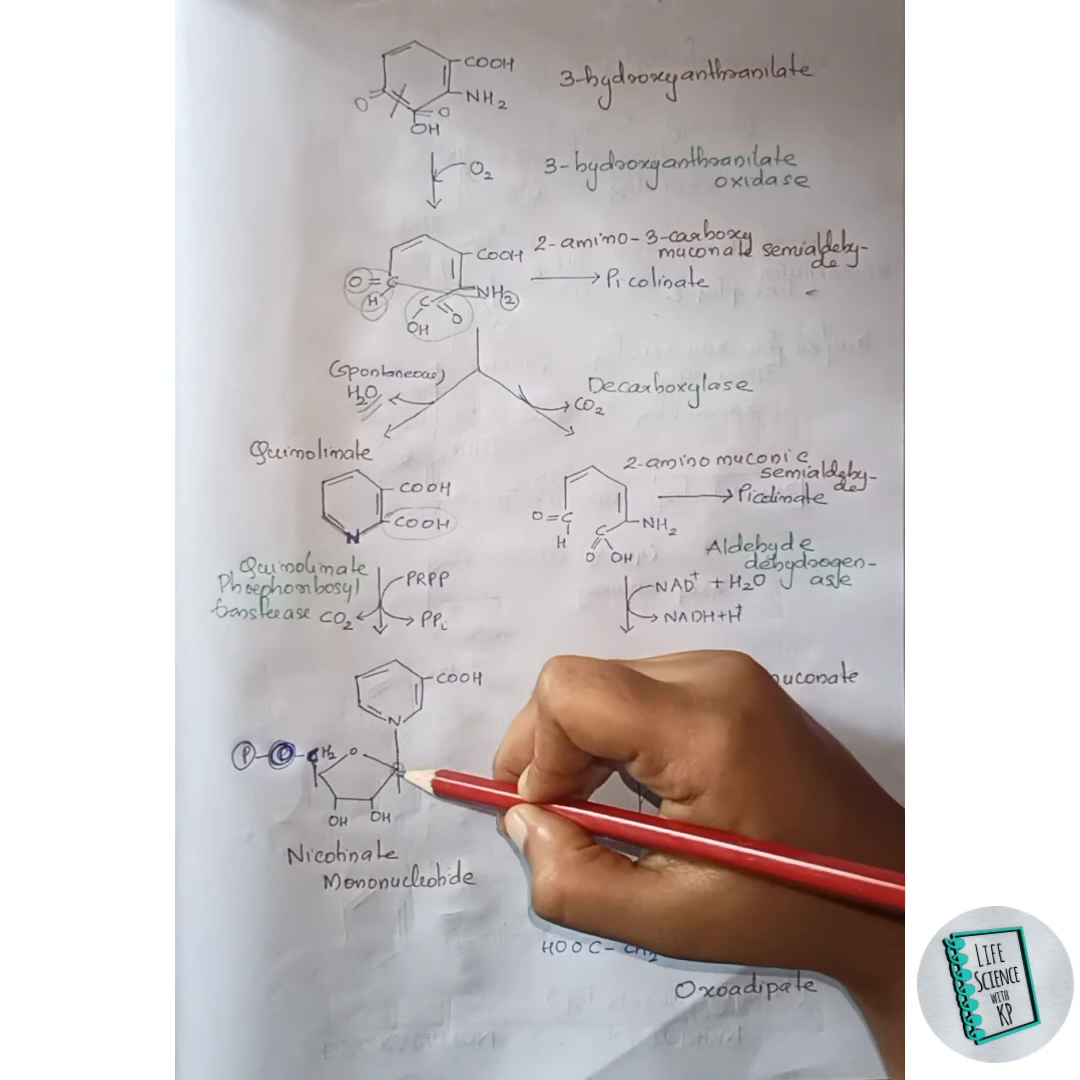 COOH
3-hydroxyanthranilate
O
NH2
O
OH
O2
3-hydroxyanthranilate
oxidase
COOH
2-amino-3-carboxy
muconate semialdehy-
de
O=C
H
NH2
C
O
OH
Picolinate
(Spontaneous)
H2O
Decarboxylase
CO2
Quinolinate
COOH
COOH
N
2-amino muconic
semialdehy-
de
Picolinate
O=C
H
NH2
C
O OH
Quinolinate
Phosphoribosyl
transferase
PRPP
CO2
PPi
Aldehyde
dehydrogen-
ase
NAD+ + H2O
NADH+H+
COOH
N
uconate
P
CH2
O
OH
OH
Nicotinate
Mononucleotide
HOOC-CH2
Oxoadipate
LIFE
SCIENCE
WITH
KP